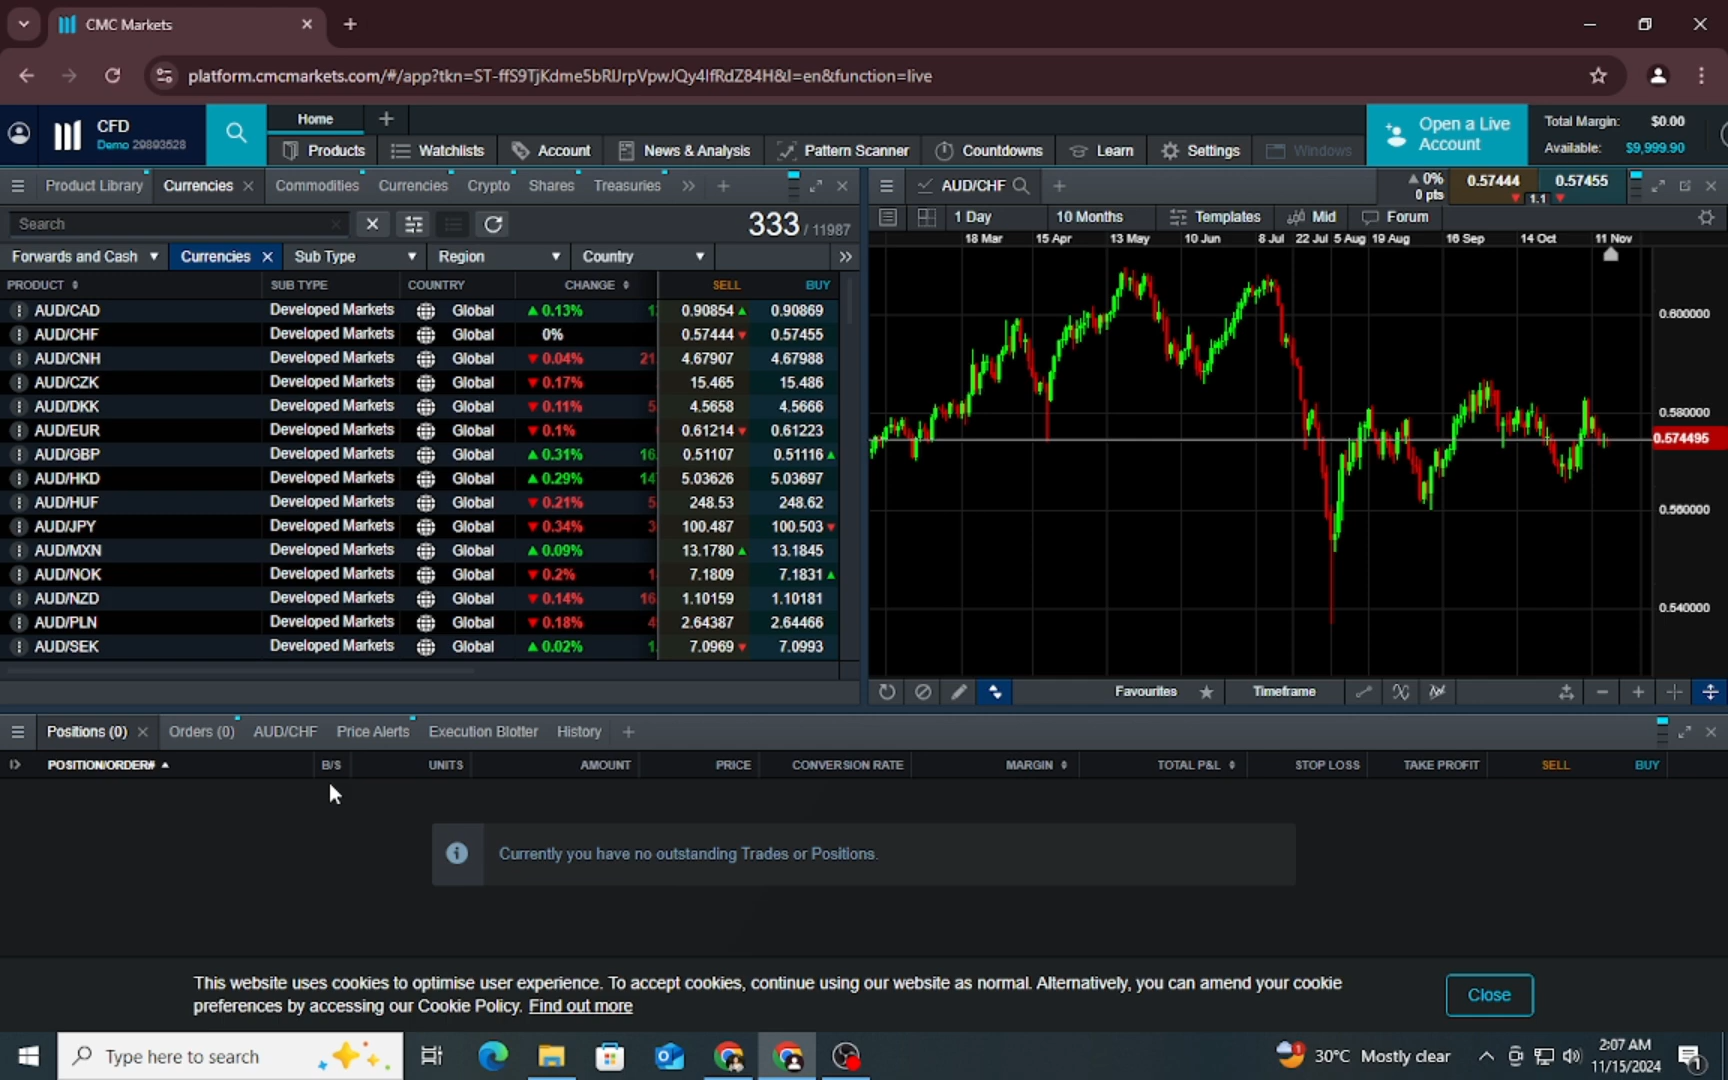 CMC Markets
platform.cmcmarkets.com/#/app?tkn=ST-ffS9TjKdme5bRlJrpVpwJQy4lfRdZ84H&l=en&function=live
CFD
Demo 29893528
Home
Products
Watchlists
Account
News & Analysis
Pattern Scanner
Countdowns
Learn
Settings
Windows
Open a Live Account
Total Margin: $0.00
Available: $9,999.90
Product Library Currencies Commodities Currencies Crypto Shares Treasuries
Search
333 / 11987
Forwards and Cash Currencies Sub Type Region Country
PRODUCT SUB TYPE COUNTRY CHANGE SELL BUY
AUD/CAD Developed Markets Global 0.13% 0.90854 0.90869
AUD/CHF Developed Markets Global 0% 0.57444 0.57455
AUD/CNH Developed Markets Global 0.04% 21 4.67907 4.67988
AUD/CZK Developed Markets Global 0.17% 15.465 15.486
AUD/DKK Developed Markets Global 0.11% 5 4.5658 4.5666
AUD/EUR Developed Markets Global 0.1% 0.61214 0.61223
AUD/GBP Developed Markets Global 0.31% 16. 0.51107 0.51116
AUD/HKD Developed Markets Global 0.29% 14 5.03626 5.03697
AUD/HUF Developed Markets Global 0.21% 5 248.53 248.62
AUD/JPY Developed Markets Global 0.34% 3 100.487 100.503
AUD/MXN Developed Markets Global 0.09% 13.1780 13.1845
AUD/NOK Developed Markets Global 0.2% 1 7.1809 7.1831
AUD/NZD Developed Markets Global 0.14% 16 1.10159 1.10181
AUD/PLN Developed Markets Global 0.18% 4 2.64387 2.64466
AUD/SEK Developed Markets Global 0.02% 1. 7.0969 7.0993
AUD/CHF
0%
0 pts
0.57444 1.1 0.57455
1 Day 10 Months Templates Mid Forum
18 Mar 15 Apr 13 May 10 Jun 8 Jul 22 Jul 5 Aug 19 Aug 16 Sep 14 Oct 11 Nov
0.600000
0.580000
0.574495
0.560000
0.540000
Favourites Timeframe
Positions (0) Orders (0) AUD/CHF Price Alerts Execution Blotter History
POSITION/ORDER# B/S UNITS AMOUNT PRICE CONVERSION RATE MARGIN TOTAL P&L STOP LOSS TAKE PROFIT SELL BUY
Currently you have no outstanding Trades or Positions.
This website uses cookies to optimise user experience. To accept cookies, continue using our website as normal. Alternatively, you can amend your cookie
preferences by accessing our Cookie Policy. Find out more
Close
Type here to search
30°C Mostly cloudy
2:07 AM
11/15/2024
1